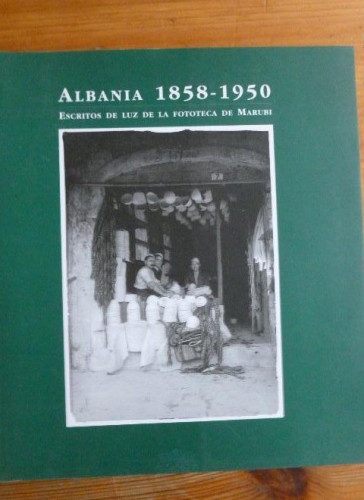 ALBANIA 1858-1950
ESCRITOS DE LUZ DE LA FOTOTECA DE MARUBI